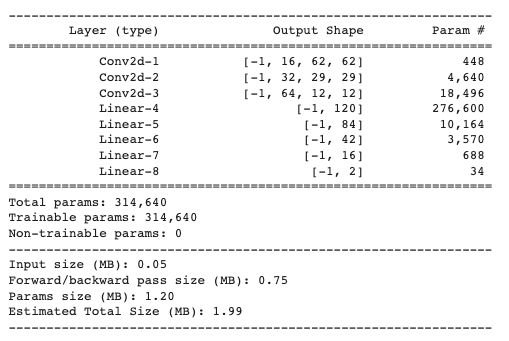 ----------------------------------------------------------------
Layer (type) Output Shape Param #
================================================================
Conv2d-1 [-1, 16, 62, 62] 448
Conv2d-2 [-1, 32, 29, 29] 4,640
Conv2d-3 [-1, 64, 12, 12] 18,496
Linear-4 [-1, 120] 276,600
Linear-5 [-1, 84] 10,164
Linear-6 [-1, 42] 3,570
Linear-7 [-1, 16] 688
Linear-8 [-1, 2] 34
================================================================
Total params: 314,640
Trainable params: 314,640
Non-trainable params: 0
----------------------------------------------------------------
Input size (MB): 0.05
Forward/backward pass size (MB): 0.75
Params size (MB): 1.20
Estimated Total Size (MB): 1.99
----------------------------------------------------------------